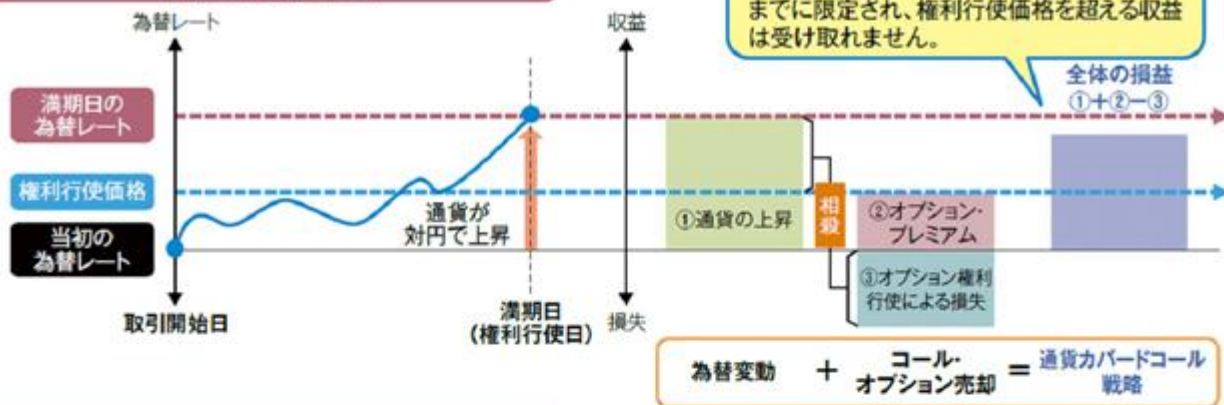 までに限定され、権利行使価格を超える収益
は受け取れません。
為替レート
収益
全体の損益
①+②-③
満期日の
為替レート
権利行使価格
当初の
為替レート
通貨が
対円で上昇
①通貨の上昇
相殺
②オプション・
プレミアム
③オプション権利
行使による損失
取引開始日
満期日
(権利行使日)
損失
為替変動 + コール・
オプション売却 = 通貨カバードコール
戦略